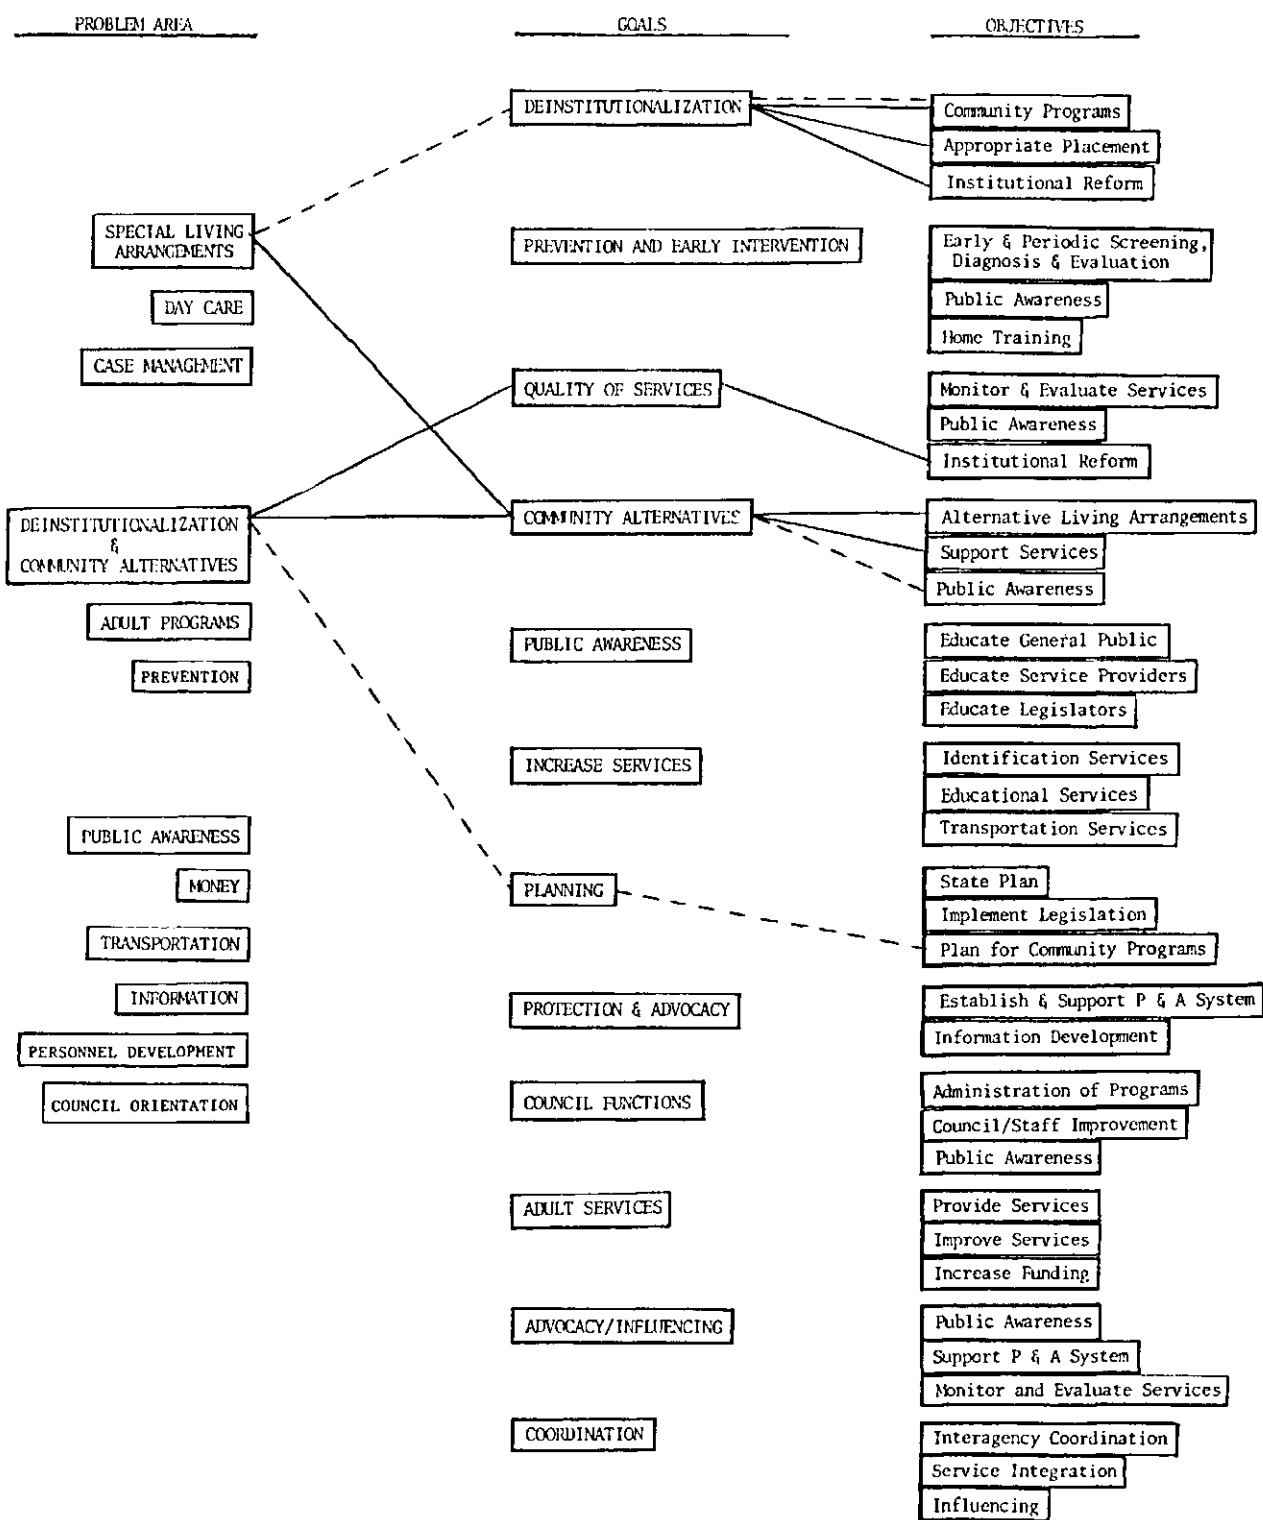 PROBLEM AREA
GOALS
OBJECTIVES
DEINSTITUTIONALIZATION
Community Programs
Appropriate Placement
Institutional Reform
SPECIAL LIVING
ARRANGEMENTS
DAY CARE
CASE MANAGEMENT
PREVENTION AND EARLY INTERVENTION
Early & Periodic Screening,
Diagnosis & Evaluation
Public Awareness
Home Training
QUALITY OF SERVICES
Monitor & Evaluate Services
Public Awareness
Institutional Reform
DEINSTITUTIONALIZATION
&
COMMUNITY ALTERNATIVES
COMMUNITY ALTERNATIVES
Alternative Living Arrangements
Support Services
Public Awareness
ADULT PROGRAMS
PREVENTION
PUBLIC AWARENESS
Educate General Public
Educate Service Providers
Educate Legislators
INCREASE SERVICES
Identification Services
Educational Services
Transportation Services
PUBLIC AWARENESS
MONEY
TRANSPORTATION
INFORMATION
PERSONNEL DEVELOPMENT
COUNCIL ORIENTATION
PLANNING
State Plan
Implement Legislation
Plan for Community Programs
PROTECTION & ADVOCACY
Establish & Support P & A System
Information Development
COUNCIL FUNCTIONS
Administration of Programs
Council/Staff Improvement
Public Awareness
ADULT SERVICES
Provide Services
Improve Services
Increase Funding
ADVOCACY/INFLUENCING
Public Awareness
Support P & A System
Monitor and Evaluate Services
COORDINATION
Interagency Coordination
Service Integration
Influencing